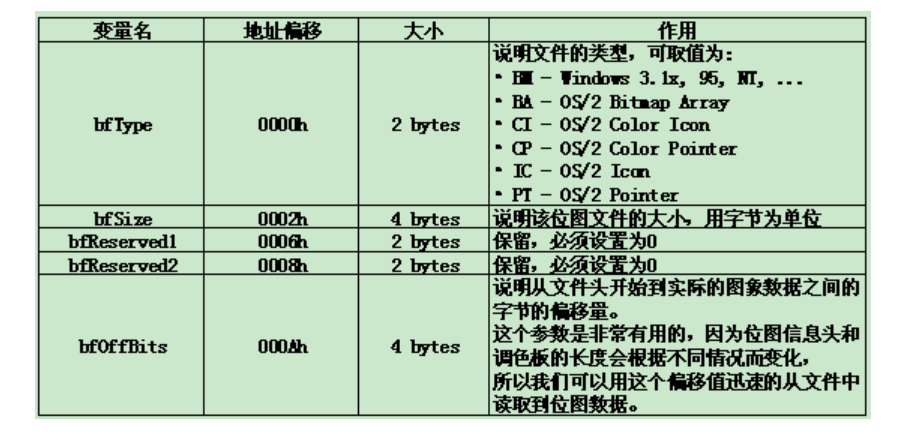 变量名 地址偏移 大小 作用
说明文件的类型，可取值为：
• BM – Windows 3.1x, 95, NT, ...
• BA – OS/2 Bitmap Array
bfType 0000h 2 bytes • CI – OS/2 Color Icon
• CP – OS/2 Color Pointer
• IC – OS/2 Icon
• PT – OS/2 Pointer
bfSize 0002h 4 bytes 说明该位图文件的大小，用字节为单位
bfReserved1 0006h 2 bytes 保留，必须设置为0
bfReserved2 0008h 2 bytes 保留，必须设置为0
说明从文件头开始到实际的图象数据之间的
字节的偏移量。
这个参数是非常有用的，因为位图信息头和
bfOffBits 000Ah 4 bytes 调色板的长度会根据不同情况而变化，
所以我们可以用这个偏移值迅速的从文件中
读取到位图数据。